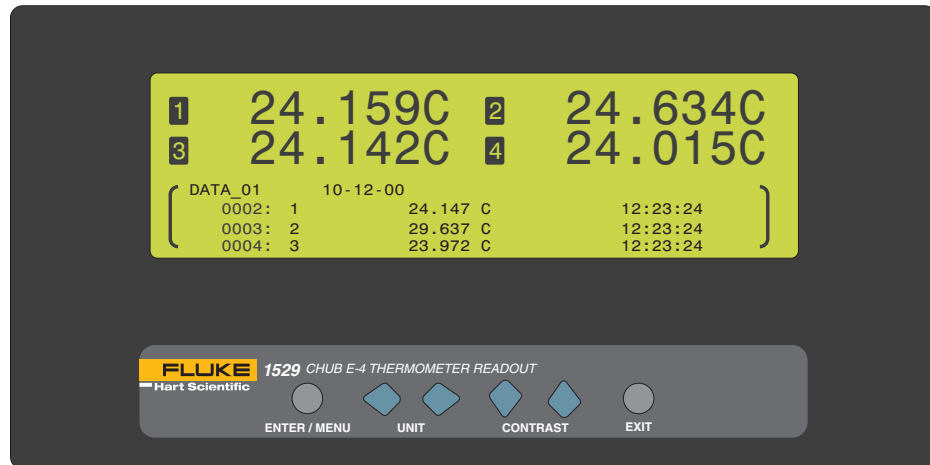 1 24.159C 2 24.634C
3 24.142C 4 24.015C
DATA_01 10-12-00
0002: 1 24.147 C 12:23:24
0003: 2 29.637 C 12:23:24
0004: 3 23.972 C 12:23:24
FLUKE 1529 CHUB E-4 THERMOMETER READOUT
Hart Scientific
ENTER / MENU UNIT CONTRAST EXIT